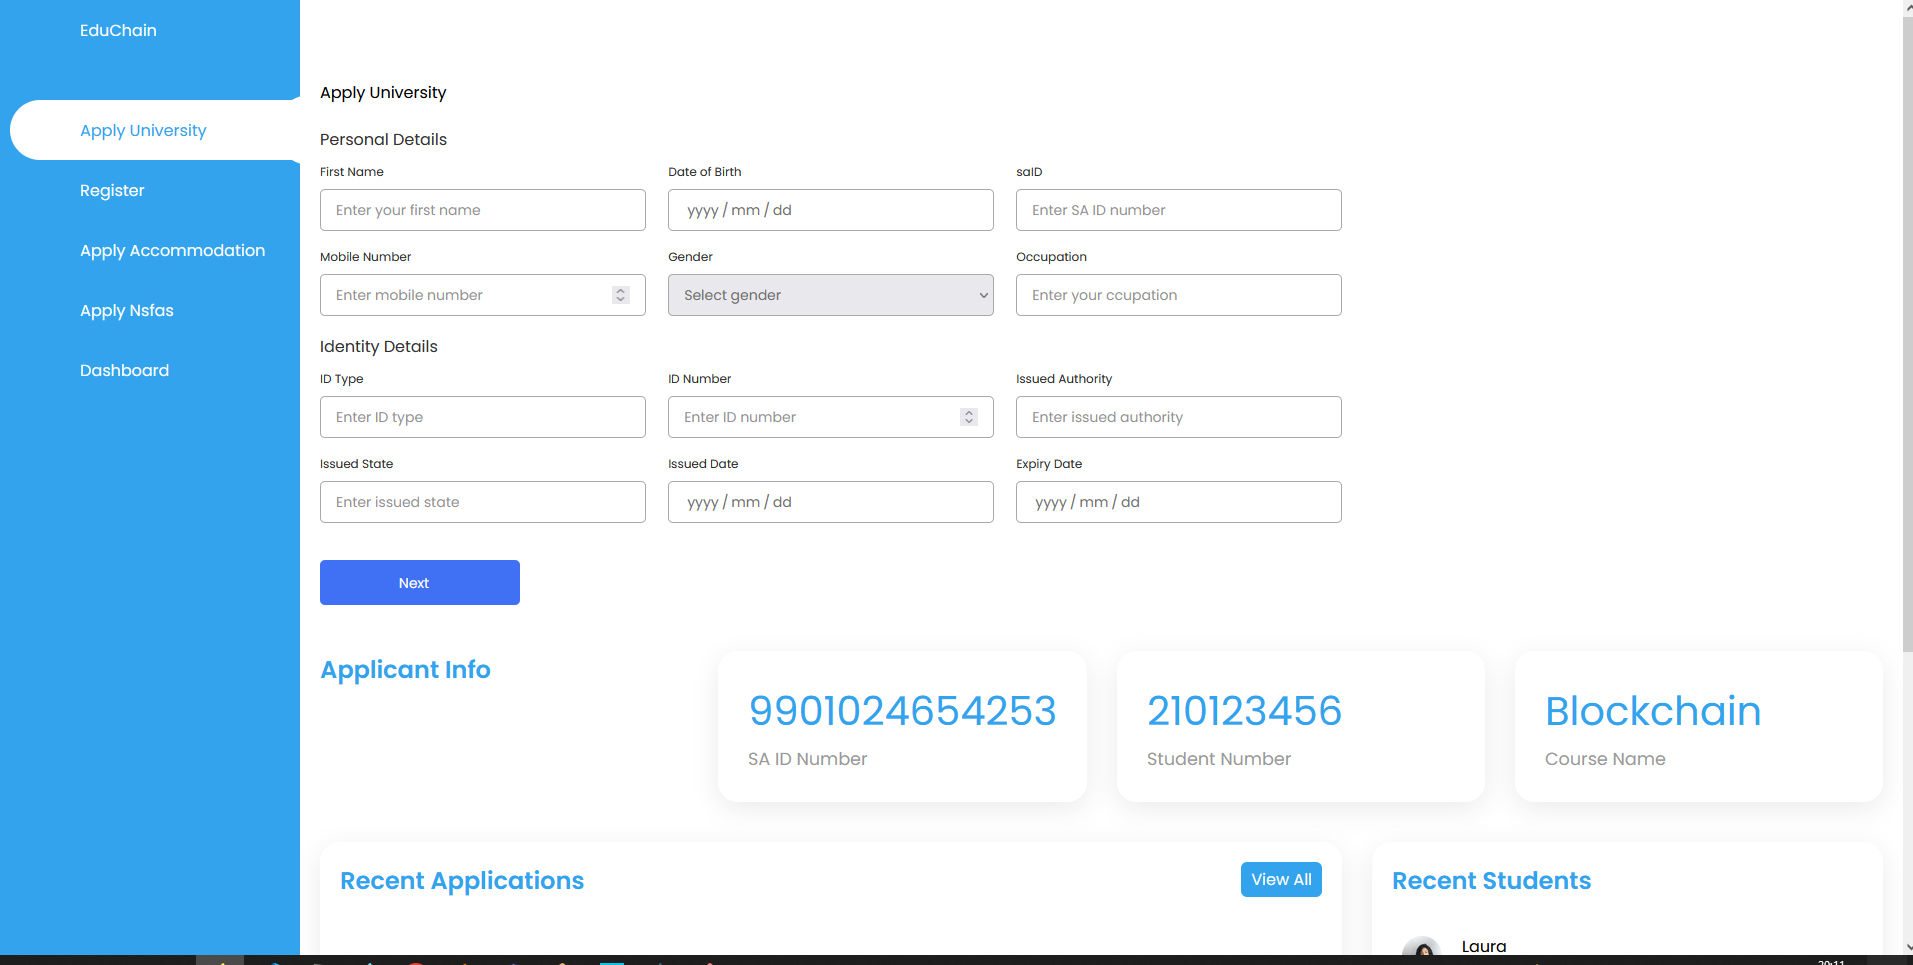 EduChain
Apply University
Register
Apply Accommodation
Apply Nsfas
Dashboard
Apply University
Personal Details
First Name Date of Birth saID
Enter your first name yyyy / mm / dd Enter SA ID number
Mobile Number Gender Occupation
Enter mobile number Select gender Enter your ccupation
Identity Details
ID Type ID Number Issued Authority
Enter ID type Enter ID number Enter issued authority
Issued State Issued Date Expiry Date
Enter issued state yyyy / mm / dd yyyy / mm / dd
Next
Applicant Info
9901024654253 210123456 Blockchain
SA ID Number Student Number Course Name
Recent Applications View All Recent Students
Laura